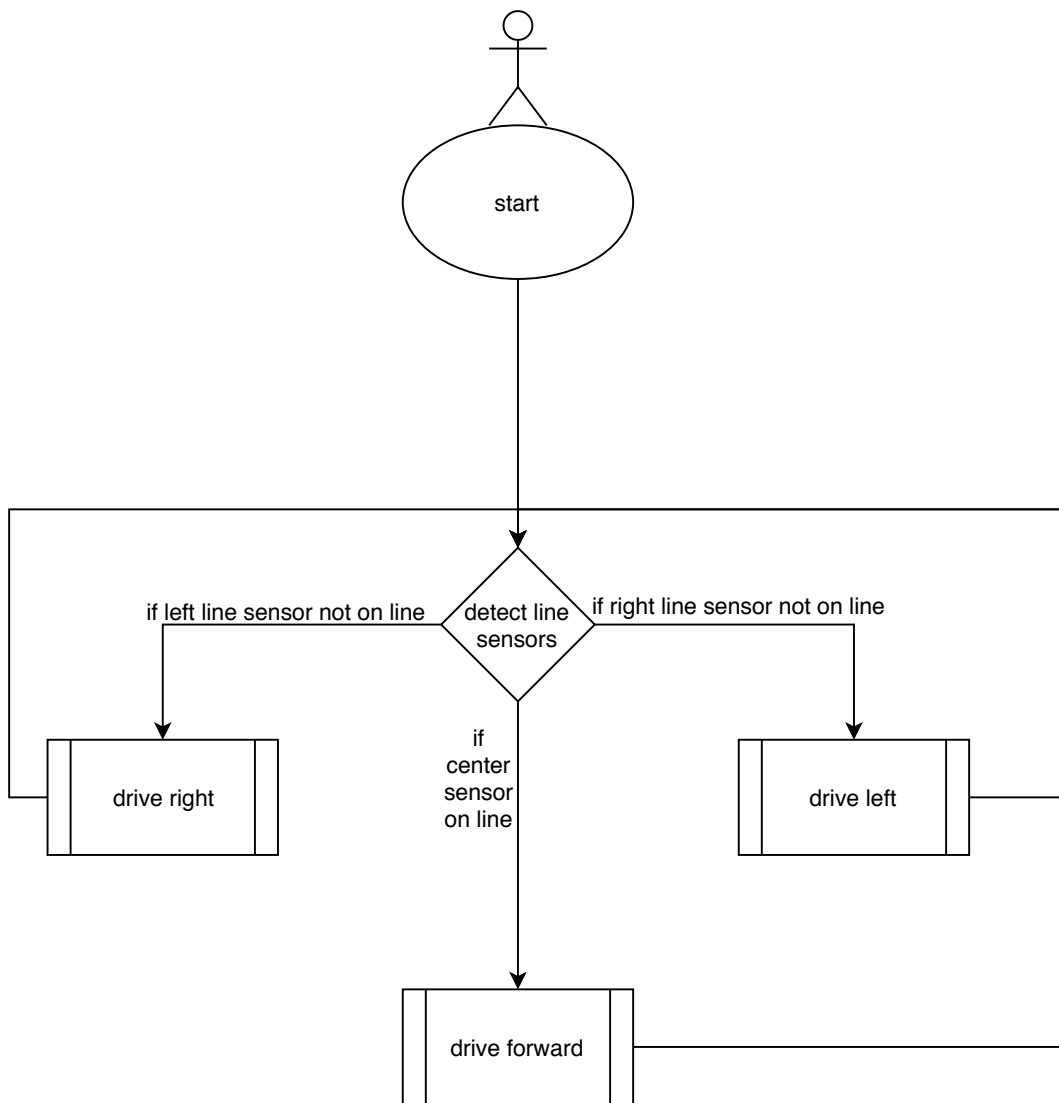 start
if left line sensor not on line
detect line
sensors
if right line sensor not on line
if
center
sensor
on line
drive right
drive left
drive forward